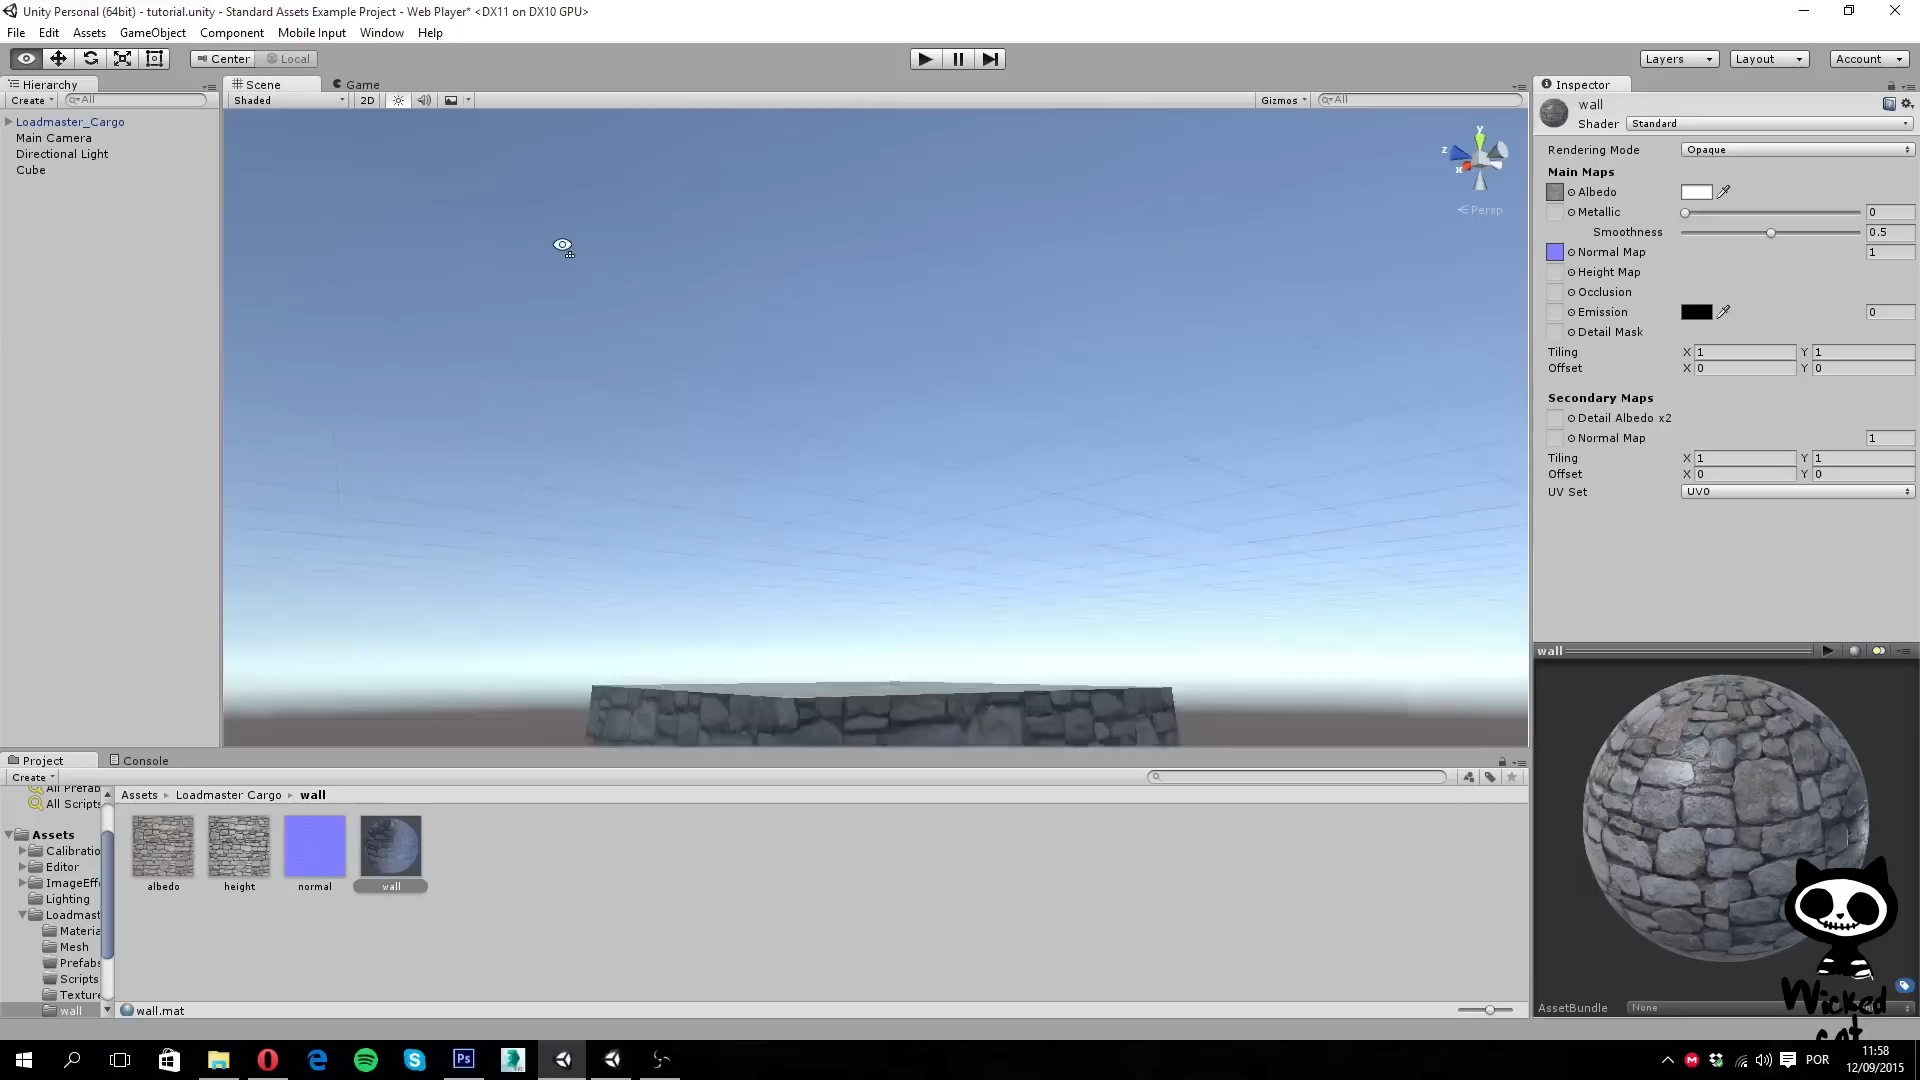 Unity Personal (64bit) - tutorial.unity - Standard Assets Example Project - Web Player* <DX11 on DX10 GPU>
File Edit Assets GameObject Component Mobile Input Window Help
Center Local Layers Layout Account
Hierarchy Scene Game Inspector
Create All Shaded 2D Gizmos All
wall
Shader Standard
Loadmaster_Cargo
Main Camera
Directional Light
Cube
y
z
x
Persp
Rendering Mode Opaque
Main Maps
Albedo
Metallic 0
Smoothness 0.5
Normal Map 1
Height Map
Occlusion
Emission 0
Detail Mask
Tiling X 1 Y 1
Offset X 0 Y 0
Secondary Maps
Detail Albedo x2
Normal Map 1
Tiling X 1 Y 1
Offset X 0 Y 0
UV Set UV0
wall
Project Console
Create
All Prefab
All Scripts
Assets
Calibratio
Editor
ImageEffe
Lighting
Loadmast
Materia
Mesh
Prefabs
Scripts
Texture
wall
Assets Loadmaster Cargo wall
albedo height normal wall
wall.mat
AssetBundle None
Wicked
cat
Ps
POR
11:58
12/09/2015